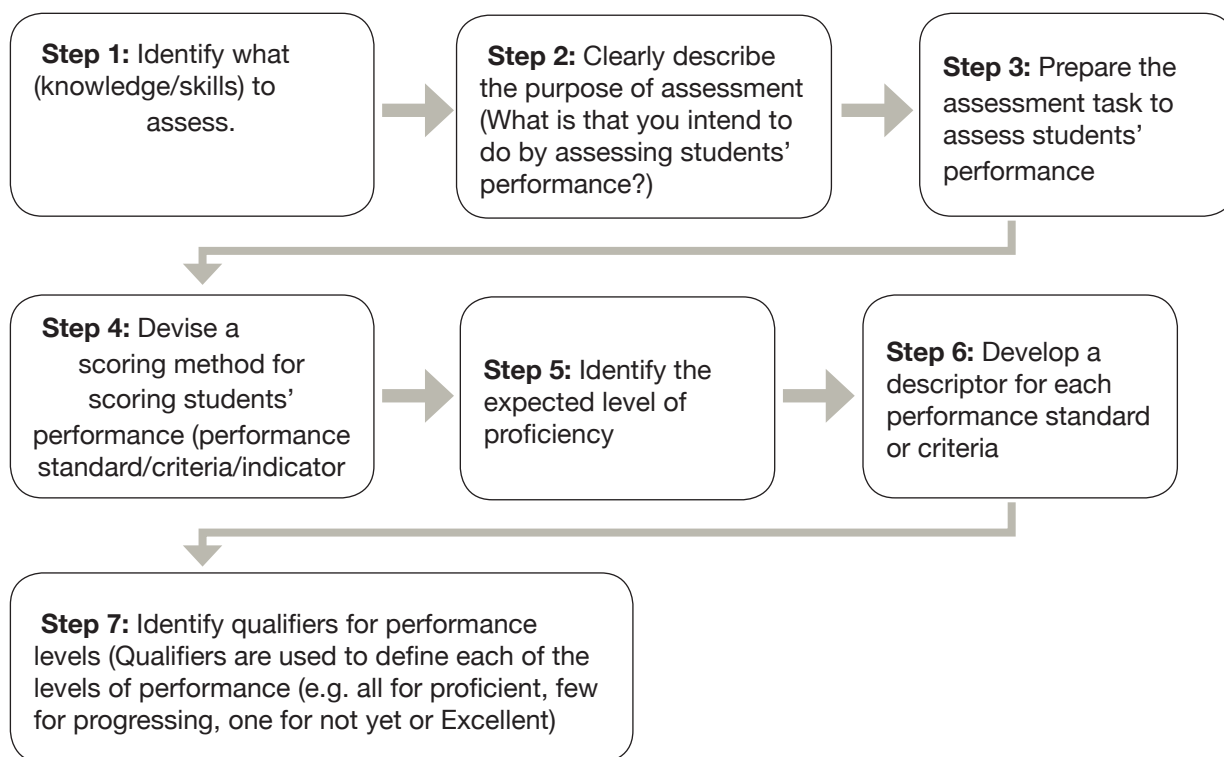 Step 1: Identify what
(knowledge/skills) to
assess.
Step 2: Clearly describe
the purpose of assessment
(What is that you intend to
do by assessing students’
performance?)
Step 3: Prepare the
assessment task to
assess students’
performance
Step 4: Devise a
scoring method for
scoring students’
performance (performance
standard/criteria/indicator
Step 5: Identify the
expected level of
proficiency
Step 6: Develop a
descriptor for each
performance standard
or criteria
Step 7: Identify qualifiers for performance
levels (Qualifiers are used to define each of the
levels of performance (e.g. all for proficient, few
for progressing, one for not yet or Excellent)